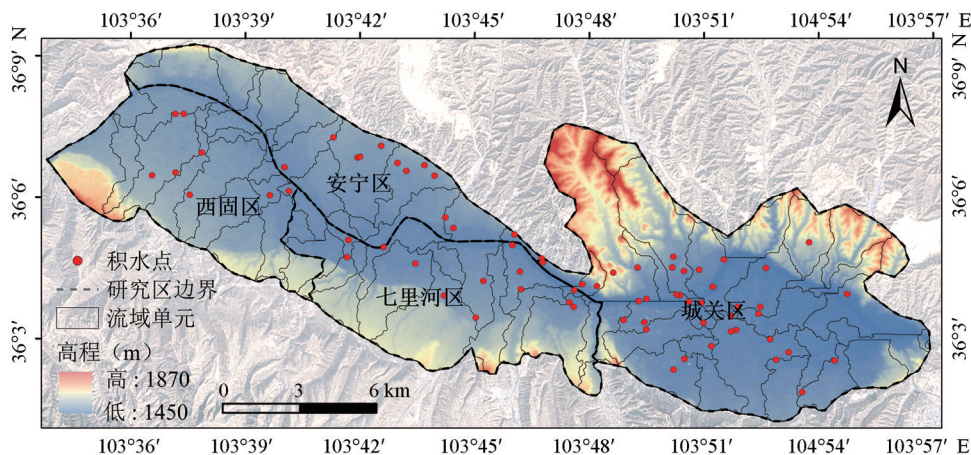 103°36′ 103°39′ 103°42′ 103°45′ 103°48′ 103°51′ 104°54′ 103°57′ E
36°9′ N
36°6′
36°3′
36°9′ N
36°6′
36°3′
N
安宁区
西固区
七里河区
城关区
积水点
研究区边界
流域单元
高程（m）
高 : 1870
低 : 1450
0 3 6 km
103°36′ 103°39′ 103°42′ 103°45′ 103°48′ 103°51′ 104°54′ 103°57′ E